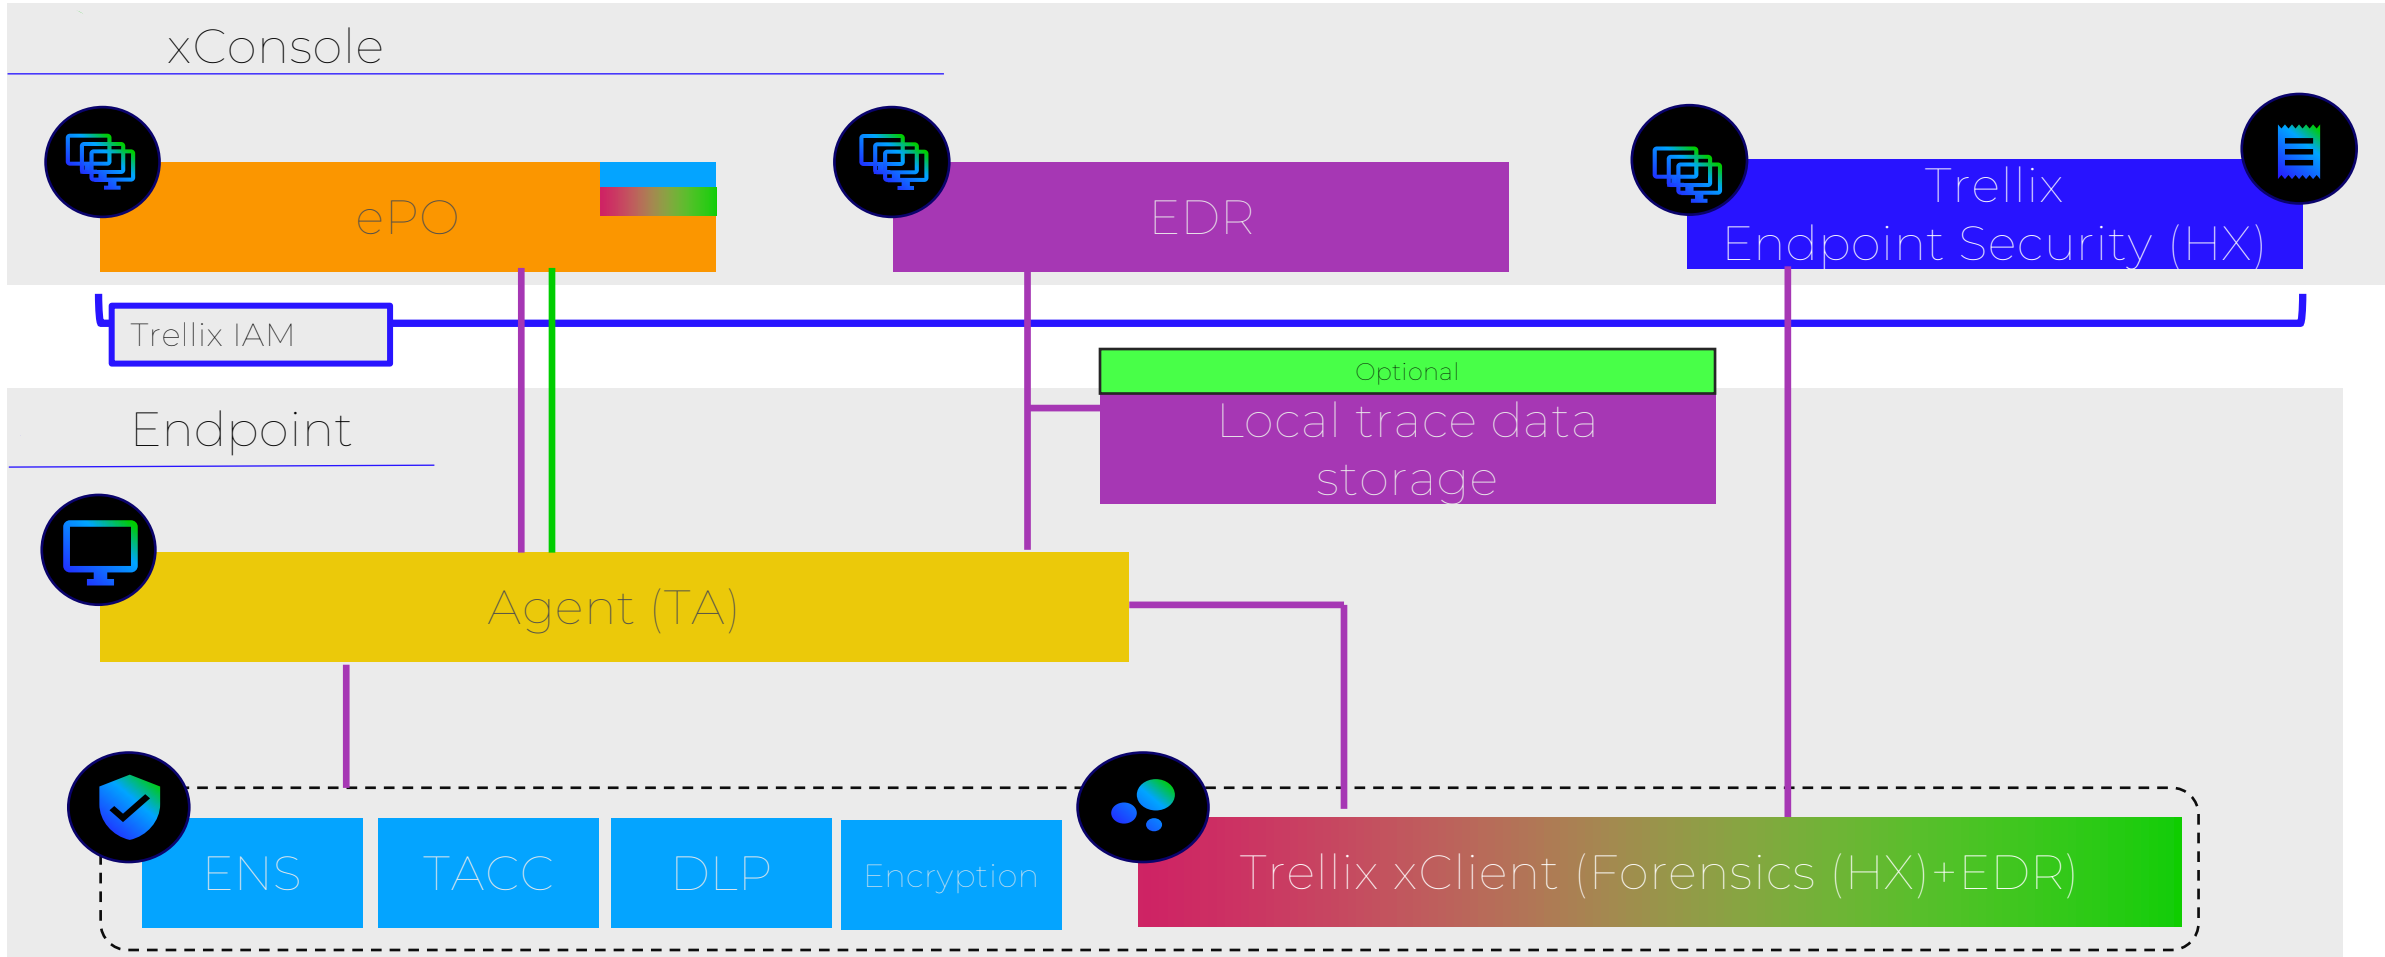 xConsole
ePO
EDR
Trellix
Endpoint Security (HX)
Trellix IAM
Optional
Local trace data
storage
Endpoint
Agent (TA)
ENS
TACC
DLP
Encryption
Trellix xClient (Forensics (HX)+EDR)